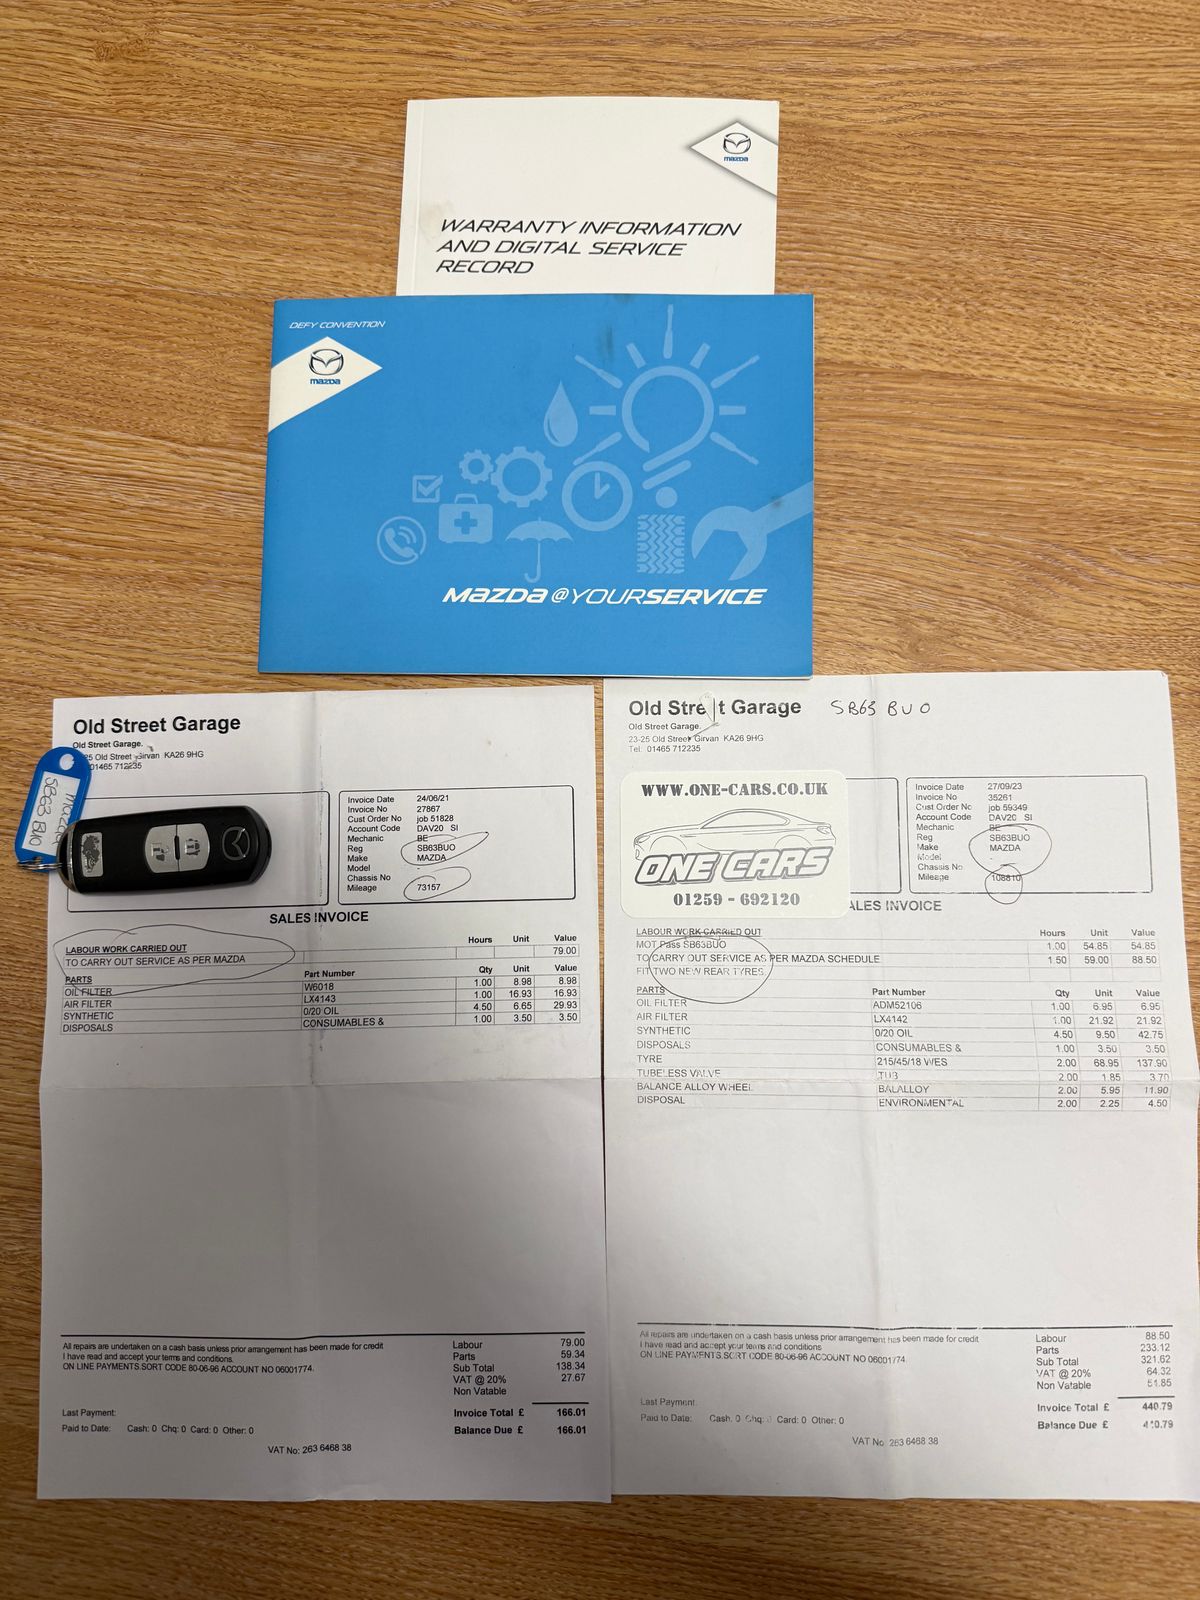 mazda
WARRANTY INFORMATION
AND DIGITAL SERVICE
RECORD
DEFY CONVENTION
mazda
mazda@YOURSERVICE
Old Street Garage
Old Street Garage.
25 Old Street Girvan KA26 9HG
01465 712235
Mazda
SB63 BUO
Invoice Date 24/06/21
Invoice No 27867
Cust Order No job 51828
Account Code DAV20 SI
Mechanic BE
Reg SB63BUO
Make MAZDA
Model -
Chassis No
Mileage 73157
SALES INVOICE
Hours Unit Value
LABOUR WORK CARRIED OUT 79.00
TO CARRY OUT SERVICE AS PER MAZDA
PARTS Part Number Qty Unit Value
OIL FILTER W6018 1.00 8.98 8.98
AIR FILTER LX4143 1.00 16.93 16.93
SYNTHETIC 0/20 OIL 4.50 6.65 29.93
DISPOSALS CONSUMABLES & 1.00 3.50 3.50
All repairs are undertaken on a cash basis unless prior arrangement has been made for credit
I have read and accept your terms and conditions.
ON LINE PAYMENTS SORT CODE 80-06-96 ACCOUNT NO 06001774.
Labour 79.00
Parts 59.34
Sub Total 138.34
VAT @ 20% 27.67
Non Vatable
Invoice Total £ 166.01
Balance Due £ 166.01
Last Payment:
Paid to Date: Cash: 0 Chq: 0 Card: 0 Other: 0
VAT No: 263 6468 38
Old Street Garage SB63 BUO
Old Street Garage.
23-25 Old Street Girvan KA26 9HG
Tel: 01465 712235
WWW.ONE-CARS.CO.UK
ONE CARS
01259 - 692120
Invoice Date 27/09/23
Invoice No 35261
Cust Order No job 59349
Account Code DAV20 SI
Mechanic BE
Reg SB63BUO
Make MAZDA
Model -
Chassis No
Mileage 108810
ALES INVOICE
Hours Unit Value
LABOUR WORK CARRIED OUT
MOT Pass SB63BUO 1.00 54.85 54.85
TO CARRY OUT SERVICE AS PER MAZDA SCHEDULE 1.50 59.00 88.50
FIT TWO NEW REAR TYRES
PARTS Part Number Qty Unit Value
OIL FILTER ADM52106 1.00 6.95 6.95
AIR FILTER LX4142 1.00 21.92 21.92
SYNTHETIC 0/20 OIL 4.50 9.50 42.75
DISPOSALS CONSUMABLES & 1.00 3.50 3.50
TYRE 215/45/18 WES 2.00 68.95 137.90
TUBELESS VALVE TUB 2.00 1.85 3.70
BALANCE ALLOY WHEEL BALALLOY 2.00 5.95 11.90
DISPOSAL ENVIRONMENTAL 2.00 2.25 4.50
All repairs are undertaken on a cash basis unless prior arrangement has been made for credit
I have read and accept your terms and conditions.
ON LINE PAYMENTS SORT CODE 80-06-96 ACCOUNT NO 06001774.
Labour 88.50
Parts 233.12
Sub Total 321.62
VAT @ 20% 64.32
Non Vatable 51.85
Invoice Total £ 440.79
Balance Due £ 440.79
Last Payment:
Paid to Date: Cash: 0 Chq: 0 Card: 0 Other: 0
VAT No 263 6468 38